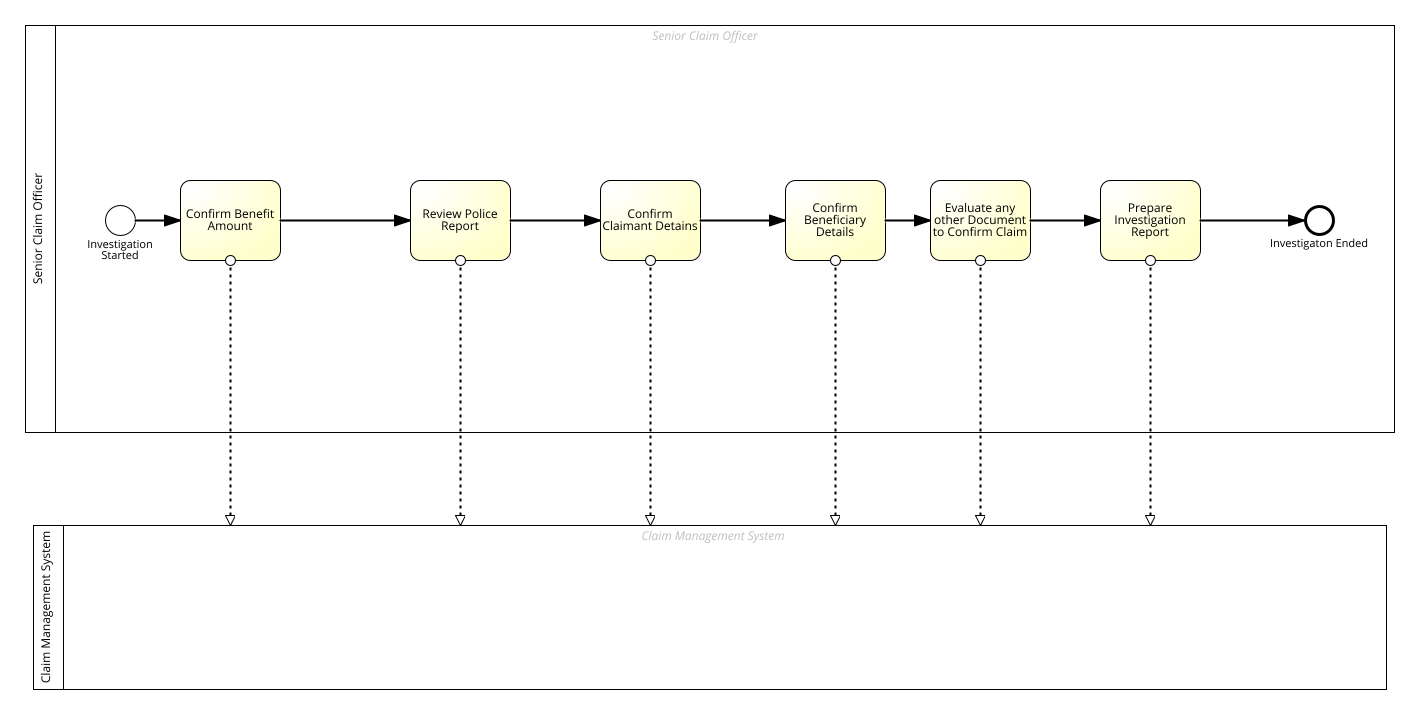 Senior Claim Officer
Senior Claim Officer
Confirm Benefit
Amount
Review Police
Report
Confirm
Claimant Detains
Confirm
Beneficiary
Details
Evaluate any
other Document
to Confirm Claim
Prepare
Investigation
Report
Investigation
Started
Investigaton Ended
Claim Management System
Claim Management System